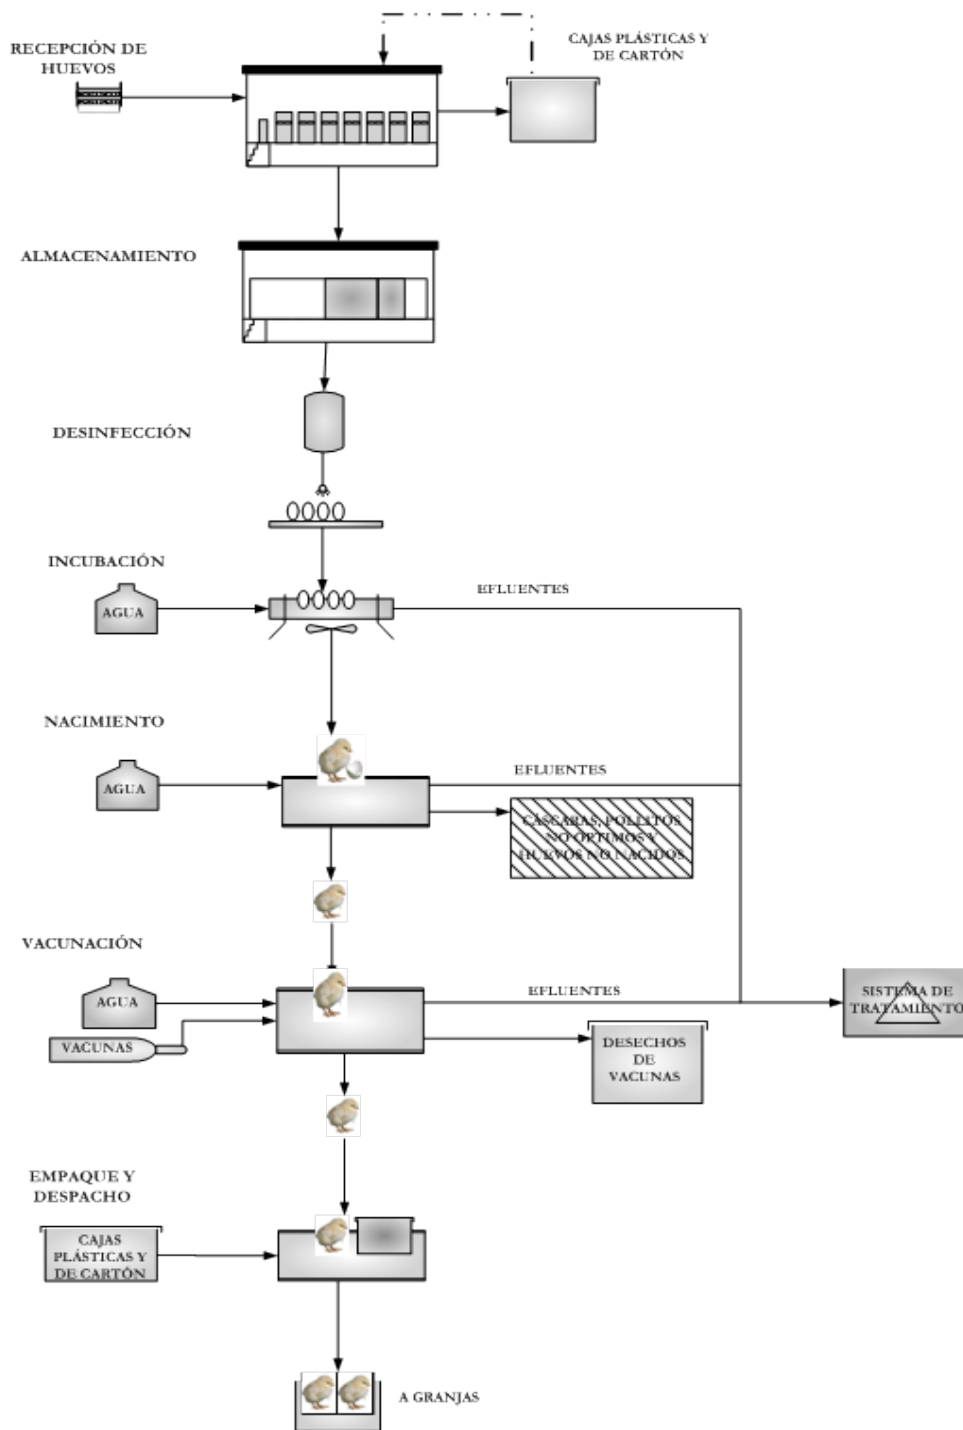 RECEPCIÓN DE
HUEVOS
CAJAS PLÁSTICAS Y
DE CARTÓN
ALMACENAMIENTO
DESINFECCIÓN
INCUBACIÓN
AGUA
EFLUENTES
NACIMIENTO
AGUA
EFLUENTES
CÁSCARAS, POLLITOS
NO ÓPTIMOS Y
HUEVOS NO NACIDOS
VACUNACIÓN
AGUA
VACUNAS
EFLUENTES
SISTEMA DE
TRATAMIENTO
DESECHOS
DE
VACUNAS
EMPAQUE Y
DESPACHO
CAJAS
PLÁSTICAS Y
DE CARTÓN
A GRANJAS